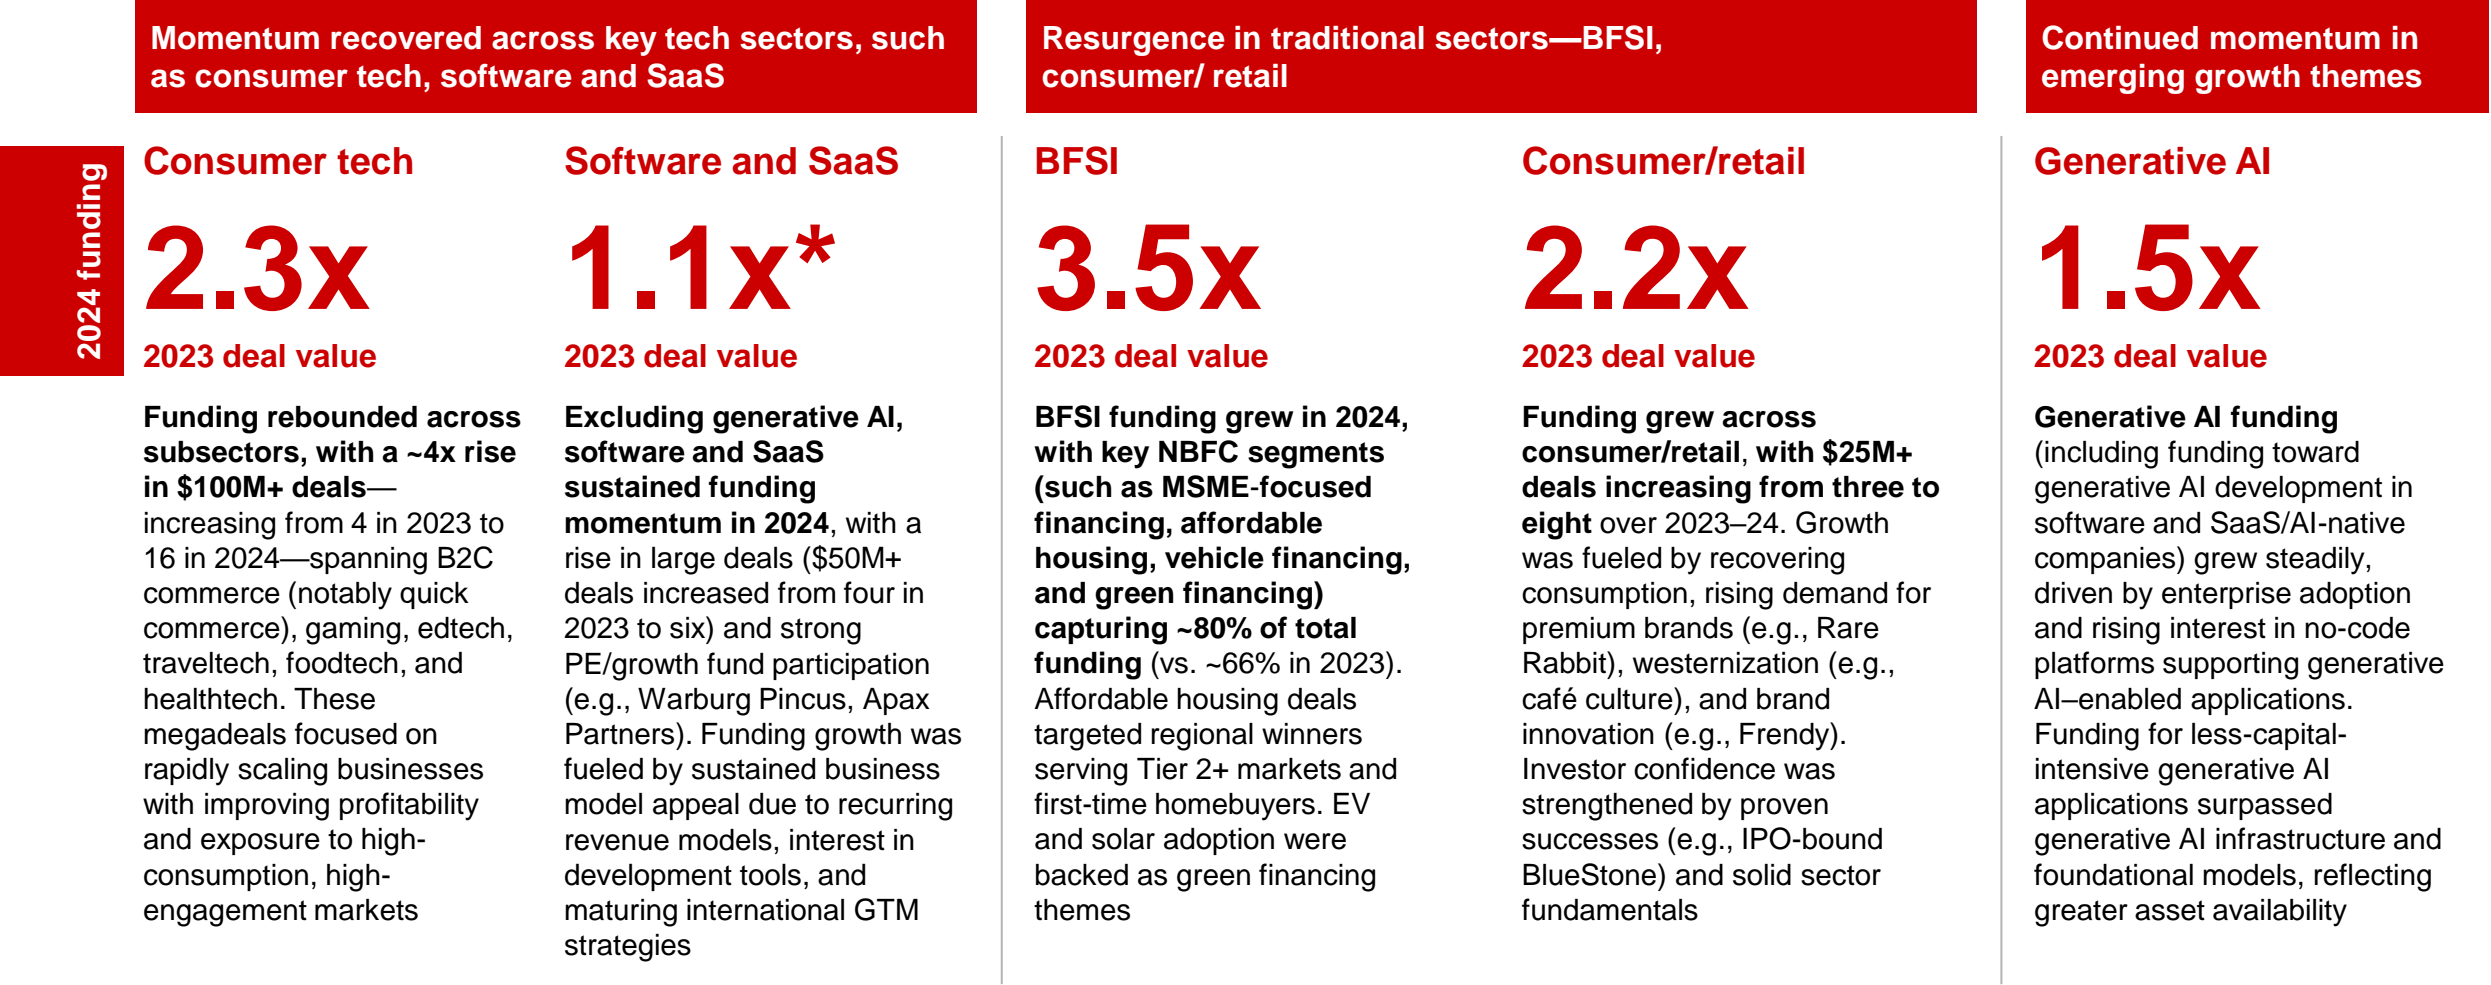 Momentum recovered across key tech sectors, such
as consumer tech, software and SaaS
Resurgence in traditional sectors—BFSI,
consumer/ retail
Continued momentum in
emerging growth themes
2024 funding
Consumer tech
2.3x
2023 deal value
Funding rebounded across
subsectors, with a ~4x rise
in $100M+ deals—
increasing from 4 in 2023 to
16 in 2024—spanning B2C
commerce (notably quick
commerce), gaming, edtech,
traveltech, foodtech, and
healthtech. These
megadeals focused on
rapidly scaling businesses
with improving profitability
and exposure to high-
consumption, high-
engagement markets
Software and SaaS
1.1x*
2023 deal value
Excluding generative AI,
software and SaaS
sustained funding
momentum in 2024, with a
rise in large deals ($50M+
deals increased from four in
2023 to six) and strong
PE/growth fund participation
(e.g., Warburg Pincus, Apax
Partners). Funding growth was
fueled by sustained business
model appeal due to recurring
revenue models, interest in
development tools, and
maturing international GTM
strategies
BFSI
3.5x
2023 deal value
BFSI funding grew in 2024,
with key NBFC segments
(such as MSME-focused
financing, affordable
housing, vehicle financing,
and green financing)
capturing ~80% of total
funding (vs. ~66% in 2023).
Affordable housing deals
targeted regional winners
serving Tier 2+ markets and
first-time homebuyers. EV
and solar adoption were
backed as green financing
themes
Consumer/retail
2.2x
2023 deal value
Funding grew across
consumer/retail, with $25M+
deals increasing from three to
eight over 2023–24. Growth
was fueled by recovering
consumption, rising demand for
premium brands (e.g., Rare
Rabbit), westernization (e.g.,
café culture), and brand
innovation (e.g., Frendy).
Investor confidence was
strengthened by proven
successes (e.g., IPO-bound
BlueStone) and solid sector
fundamentals
Generative AI
1.5x
2023 deal value
Generative AI funding
(including funding toward
generative AI development in
software and SaaS/AI-native
companies) grew steadily,
driven by enterprise adoption
and rising interest in no-code
platforms supporting generative
AI–enabled applications.
Funding for less-capital-
intensive generative AI
applications surpassed
generative AI infrastructure and
foundational models, reflecting
greater asset availability